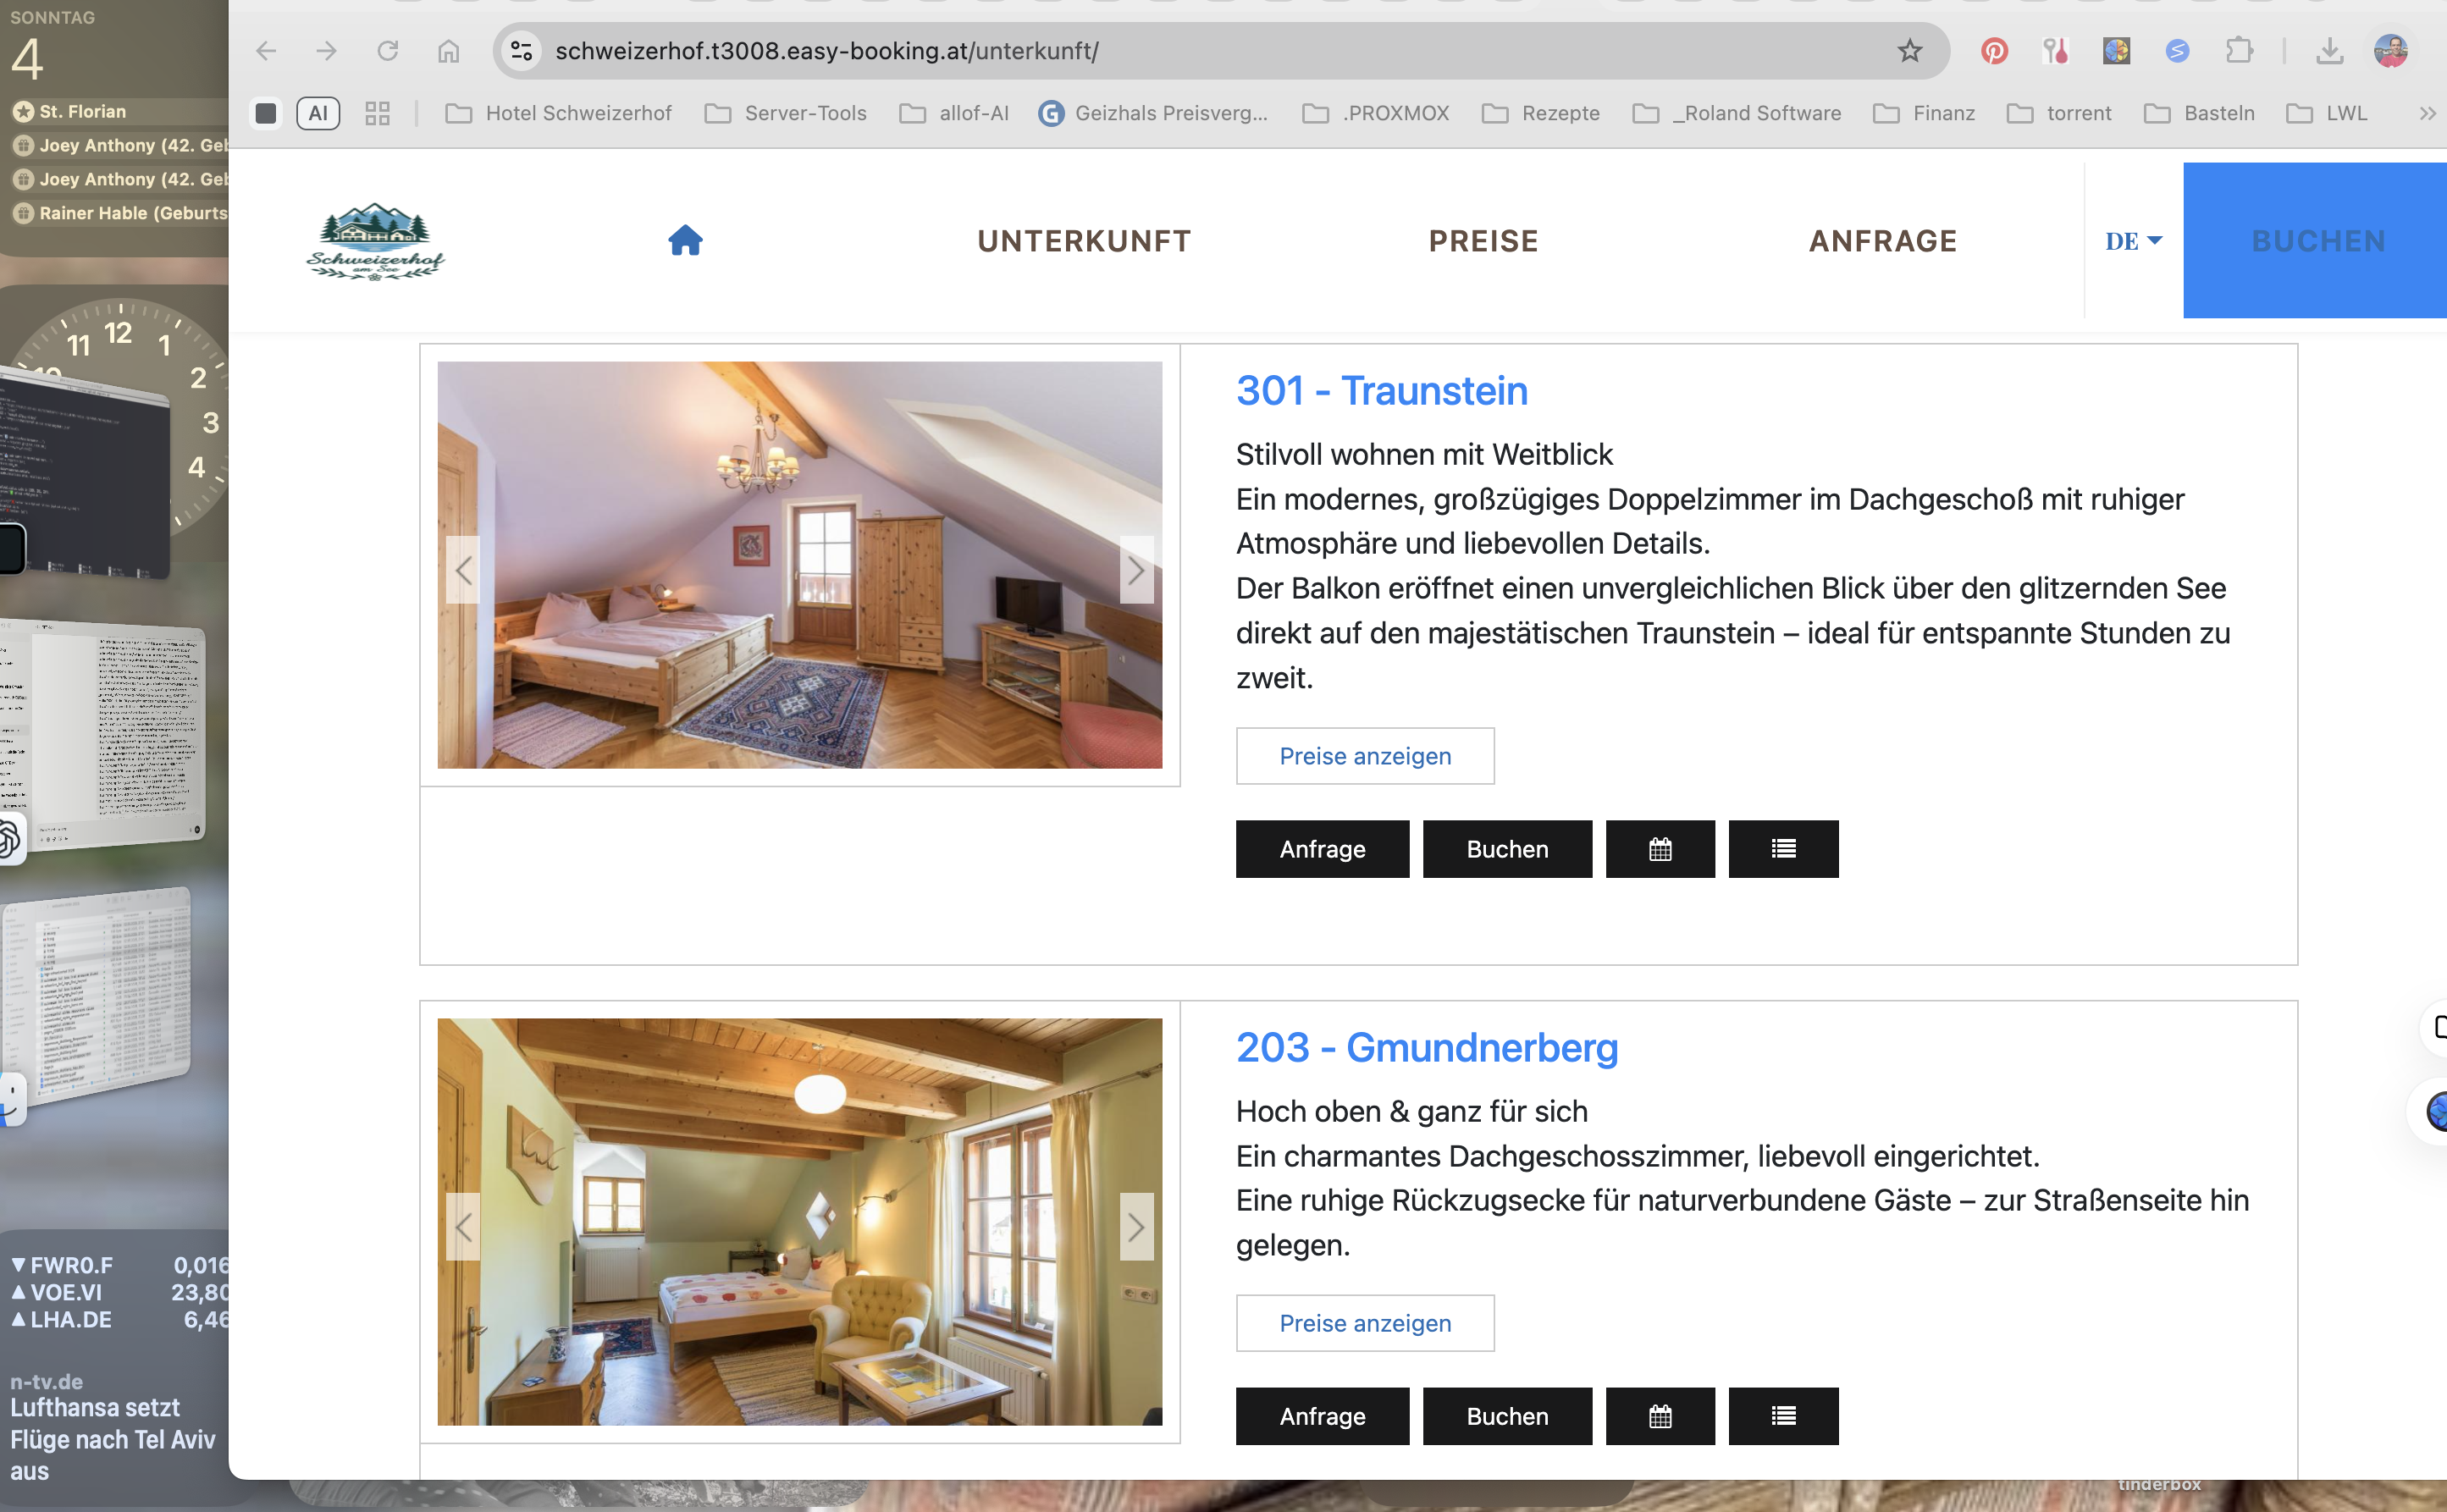 SONNTAG
4
St. Florian
Joey Anthony (42. Geb
Joey Anthony (42. Geb
Rainer Hable (Geburts
11 12 1
10 2
3
4
FWR0.F 0,016
VOE.VI 23,80
LHA.DE 6,46
n-tv.de
Lufthansa setzt
Flüge nach Tel Aviv
aus
schweizerhof.t3008.easy-booking.at/unterkunft/
AI Hotel Schweizerhof Server-Tools allof-AI G Geizhals Preisverg... .PROXMOX Rezepte _Roland Software Finanz torrent Basteln LWL »
Schweizerhof
am See
UNTERKUNFT PREISE ANFRAGE DE BUCHEN
301 - Traunstein
Stilvoll wohnen mit Weitblick
Ein modernes, großzügiges Doppelzimmer im Dachgeschoß mit ruhiger
Atmosphäre und liebevollen Details.
Der Balkon eröffnet einen unvergleichlichen Blick über den glitzernden See
direkt auf den majestätischen Traunstein – ideal für entspannte Stunden zu
zweit.
Preise anzeigen
Anfrage Buchen
203 - Gmundnerberg
Hoch oben & ganz für sich
Ein charmantes Dachgeschosszimmer, liebevoll eingerichtet.
Eine ruhige Rückzugsecke für naturverbundene Gäste – zur Straßenseite hin
gelegen.
Preise anzeigen
Anfrage Buchen
tinderbox